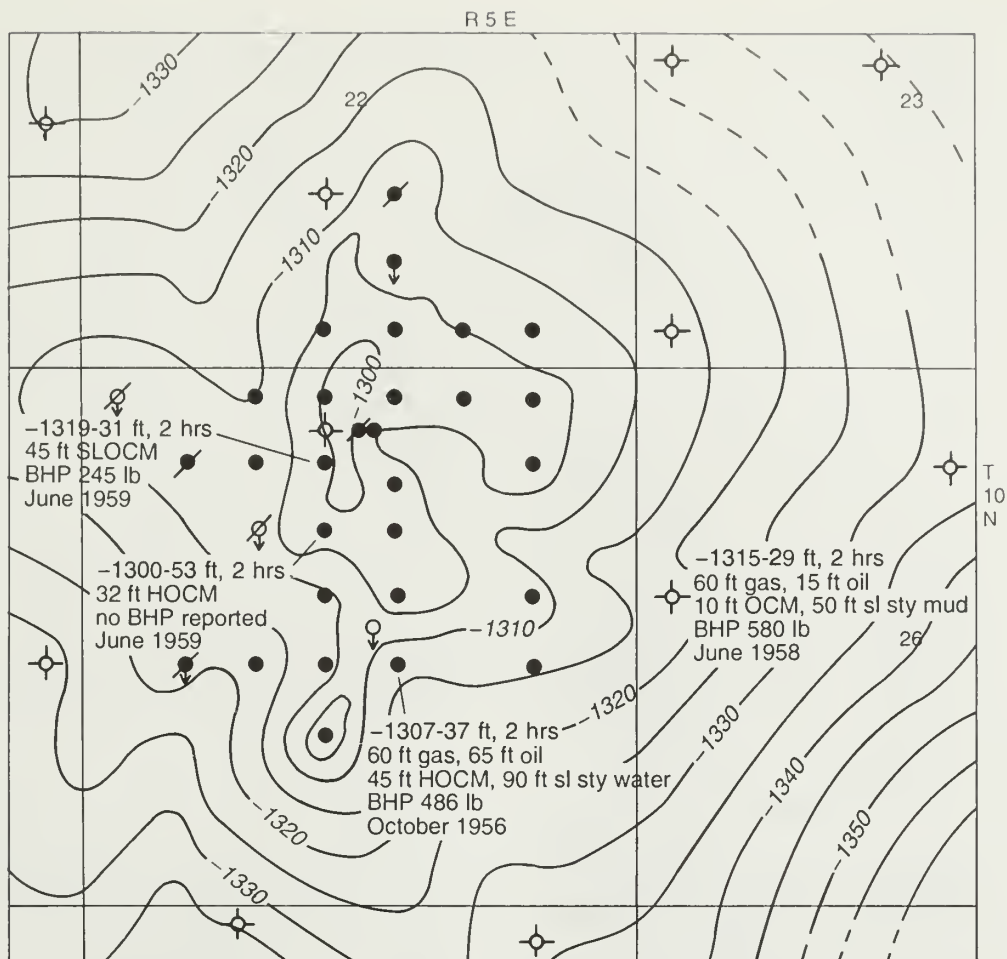 R 5 E
–1330
22
23
–1320
–1310
–1300
–1319-31 ft, 2 hrs
45 ft SLOCM
BHP 245 lb
June 1959
T
10
N
–1300-53 ft, 2 hrs
32 ft HOCM
no BHP reported
June 1959
–1315-29 ft, 2 hrs
60 ft gas, 15 ft oil
10 ft OCM, 50 ft sl sty mud
BHP 580 lb
June 1958
–1310
26
–1320
–1330
–1307-37 ft, 2 hrs
60 ft gas, 65 ft oil
45 ft HOCM, 90 ft sl sty water
BHP 486 lb
October 1956
–1340
–1320
–1350
–1330